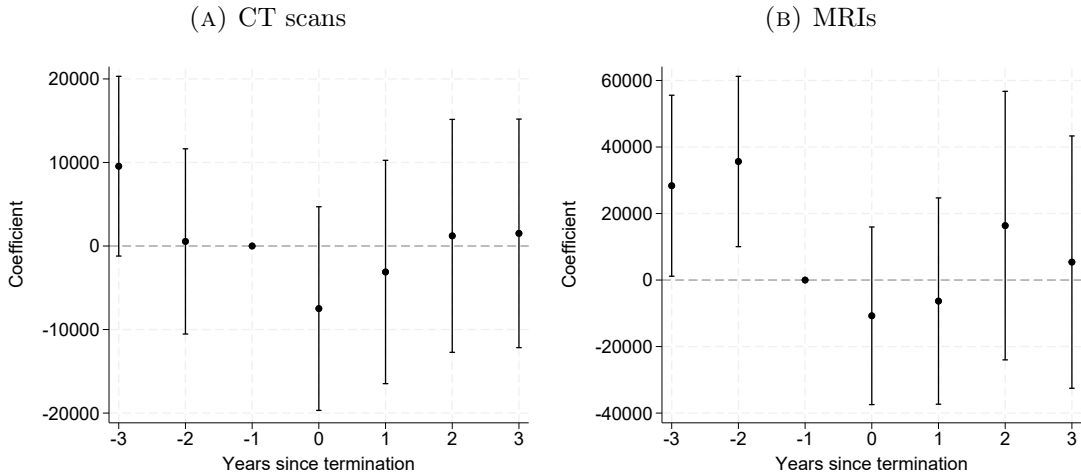 (A) CT scans
20000
10000
0
-10000
-20000
Coefficient
-3 -2 -1 0 1 2 3
Years since termination
(B) MRIs
60000
40000
20000
0
-20000
-40000
Coefficient
-3 -2 -1 0 1 2 3
Years since termination